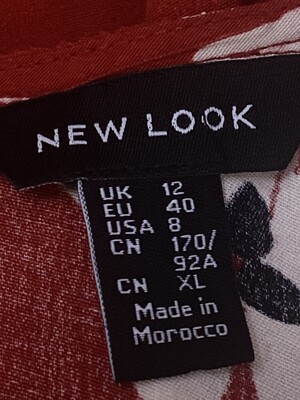 NEW LOOK
UK 12
EU 40
USA 8
CN 170/
92A
CN XL
Made in
Morocco